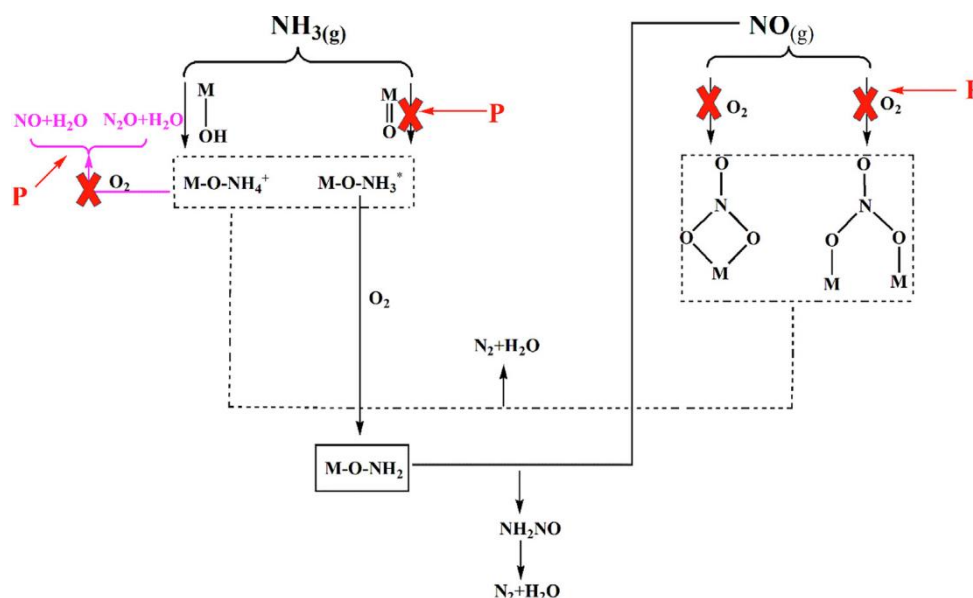 NH₃(g)
NO(g)
M
OH
M
O
P
O₂
O₂
NO+H₂O N₂O+H₂O
P
O₂
M-O-NH₄⁺ M-O-NH₃*
O
N
O O
M
O
N
O O
M M
O₂
N₂+H₂O
M-O-NH₂
NH₂NO
N₂+H₂O